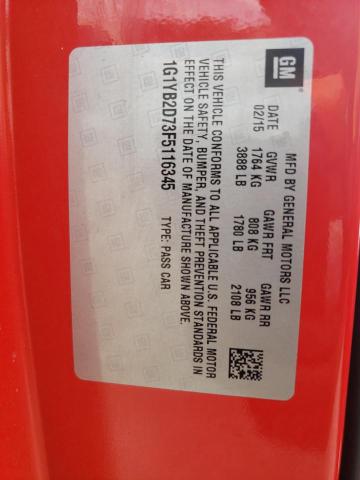 GM
MFD BY GENERAL MOTORS LLC
DATE GVWR GAWR FRT GAWR RR
02/15 1764 KG 808 KG 956 KG
3888 LB 1780 LB 2108 LB
THIS VEHICLE CONFORMS TO ALL APPLICABLE U.S. FEDERAL MOTOR
VEHICLE SAFETY, BUMPER, AND THEFT PREVENTION STANDARDS IN
EFFECT ON THE DATE OF MANUFACTURE SHOWN ABOVE.
1G1YB2D73F5116345 TYPE: PASS CAR